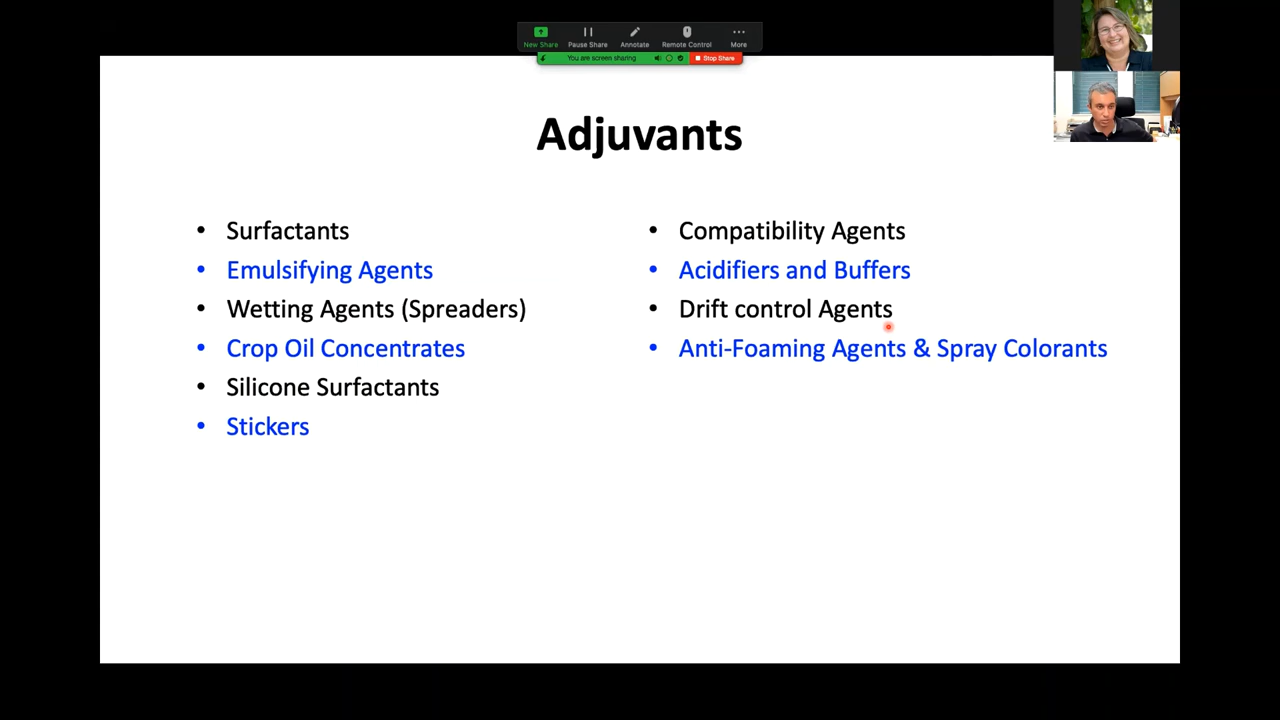 New Share
Pause Share
Annotate
Remote Control
More
You are screen sharing
Stop Share
Adjuvants
• Surfactants
• Emulsifying Agents
• Wetting Agents (Spreaders)
• Crop Oil Concentrates
• Silicone Surfactants
• Stickers
• Compatibility Agents
• Acidifiers and Buffers
• Drift control Agents
• Anti-Foaming Agents & Spray Colorants